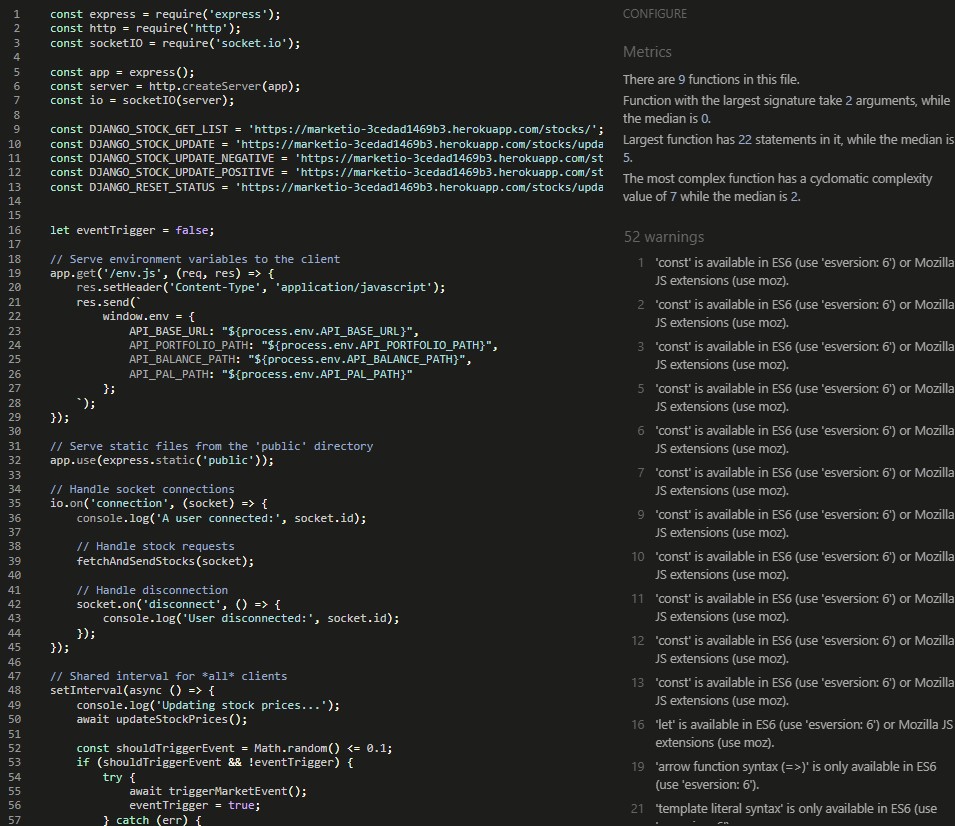 1 const express = require('express');
2 const http = require('http');
3 const socketIO = require('socket.io');
4
5 const app = express();
6 const server = http.createServer(app);
7 const io = socketIO(server);
8
9 const DJANGO_STOCK_GET_LIST = 'https://marketio-3cedad1469b3.herokuapp.com/stocks/';
10 const DJANGO_STOCK_UPDATE = 'https://marketio-3cedad1469b3.herokuapp.com/stocks/upda
11 const DJANGO_STOCK_UPDATE_NEGATIVE = 'https://marketio-3cedad1469b3.herokuapp.com/st
12 const DJANGO_STOCK_UPDATE_POSITIVE = 'https://marketio-3cedad1469b3.herokuapp.com/st
13 const DJANGO_RESET_STATUS = 'https://marketio-3cedad1469b3.herokuapp.com/stocks/upda
14
15
16 let eventTrigger = false;
17
18 // Serve environment variables to the client
19 app.get('/env.js', (req, res) => {
20     res.setHeader('Content-Type', 'application/javascript');
21     res.send(`
22         window.env = {
23             API_BASE_URL: "${process.env.API_BASE_URL}",
24             API_PORTFOLIO_PATH: "${process.env.API_PORTFOLIO_PATH}",
25             API_BALANCE_PATH: "${process.env.API_BALANCE_PATH}",
26             API_PAL_PATH: "${process.env.API_PAL_PATH}"
27         };
28     `);
29 });
30
31 // Serve static files from the 'public' directory
32 app.use(express.static('public'));
33
34 // Handle socket connections
35 io.on('connection', (socket) => {
36     console.log('A user connected:', socket.id);
37
38     // Handle stock requests
39     fetchAndSendStocks(socket);
40
41     // Handle disconnection
42     socket.on('disconnect', () => {
43         console.log('User disconnected:', socket.id);
44     });
45 });
46
47 // Shared interval for *all* clients
48 setInterval(async () => {
49     console.log('Updating stock prices...');
50     await updateStockPrices();
51
52     const shouldTriggerEvent = Math.random() <= 0.1;
53     if (shouldTriggerEvent && !eventTrigger) {
54         try {
55             await triggerMarketEvent();
56             eventTrigger = true;
57         } catch (err) {
CONFIGURE
Metrics
There are 9 functions in this file.
Function with the largest signature take 2 arguments, while
the median is 0.
Largest function has 22 statements in it, while the median is
5.
The most complex function has a cyclomatic complexity
value of 7 while the median is 2.
52 warnings
1 'const' is available in ES6 (use 'esversion: 6') or Mozilla
JS extensions (use moz).
2 'const' is available in ES6 (use 'esversion: 6') or Mozilla
JS extensions (use moz).
3 'const' is available in ES6 (use 'esversion: 6') or Mozilla
JS extensions (use moz).
5 'const' is available in ES6 (use 'esversion: 6') or Mozilla
JS extensions (use moz).
6 'const' is available in ES6 (use 'esversion: 6') or Mozilla
JS extensions (use moz).
7 'const' is available in ES6 (use 'esversion: 6') or Mozilla
JS extensions (use moz).
9 'const' is available in ES6 (use 'esversion: 6') or Mozilla
JS extensions (use moz).
10 'const' is available in ES6 (use 'esversion: 6') or Mozilla
JS extensions (use moz).
11 'const' is available in ES6 (use 'esversion: 6') or Mozilla
JS extensions (use moz).
12 'const' is available in ES6 (use 'esversion: 6') or Mozilla
JS extensions (use moz).
13 'const' is available in ES6 (use 'esversion: 6') or Mozilla
JS extensions (use moz).
16 'let' is available in ES6 (use 'esversion: 6') or Mozilla JS
extensions (use moz).
19 'arrow function syntax (=>)' is only available in ES6
(use 'esversion: 6').
21 'template literal syntax' is only available in ES6 (use